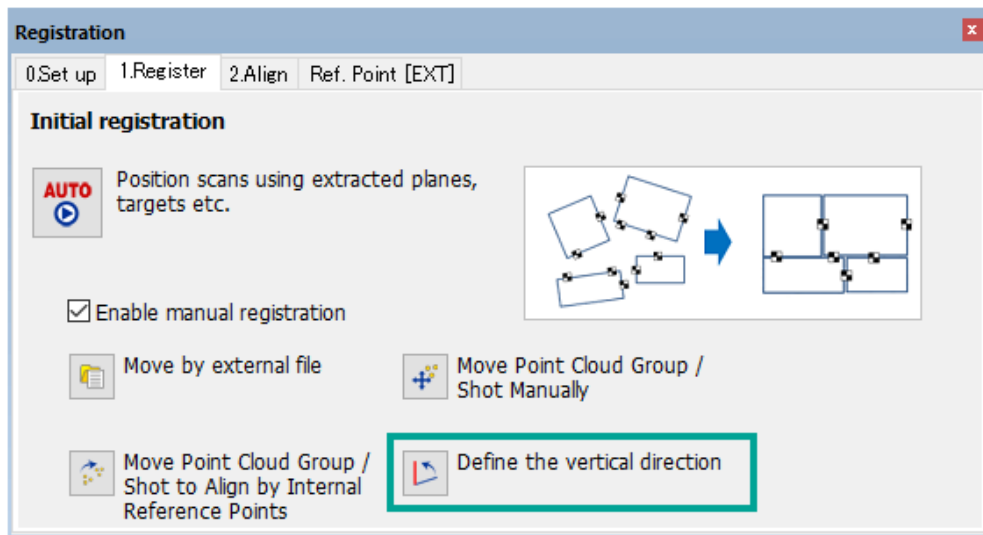 Registration
x
0.Set up 1.Register 2.Align Ref. Point [EXT]
Initial registration
AUTO
Position scans using extracted planes,
targets etc.
Enable manual registration
Move by external file
Move Point Cloud Group /
Shot Manually
Move Point Cloud Group /
Shot to Align by Internal
Reference Points
Define the vertical direction